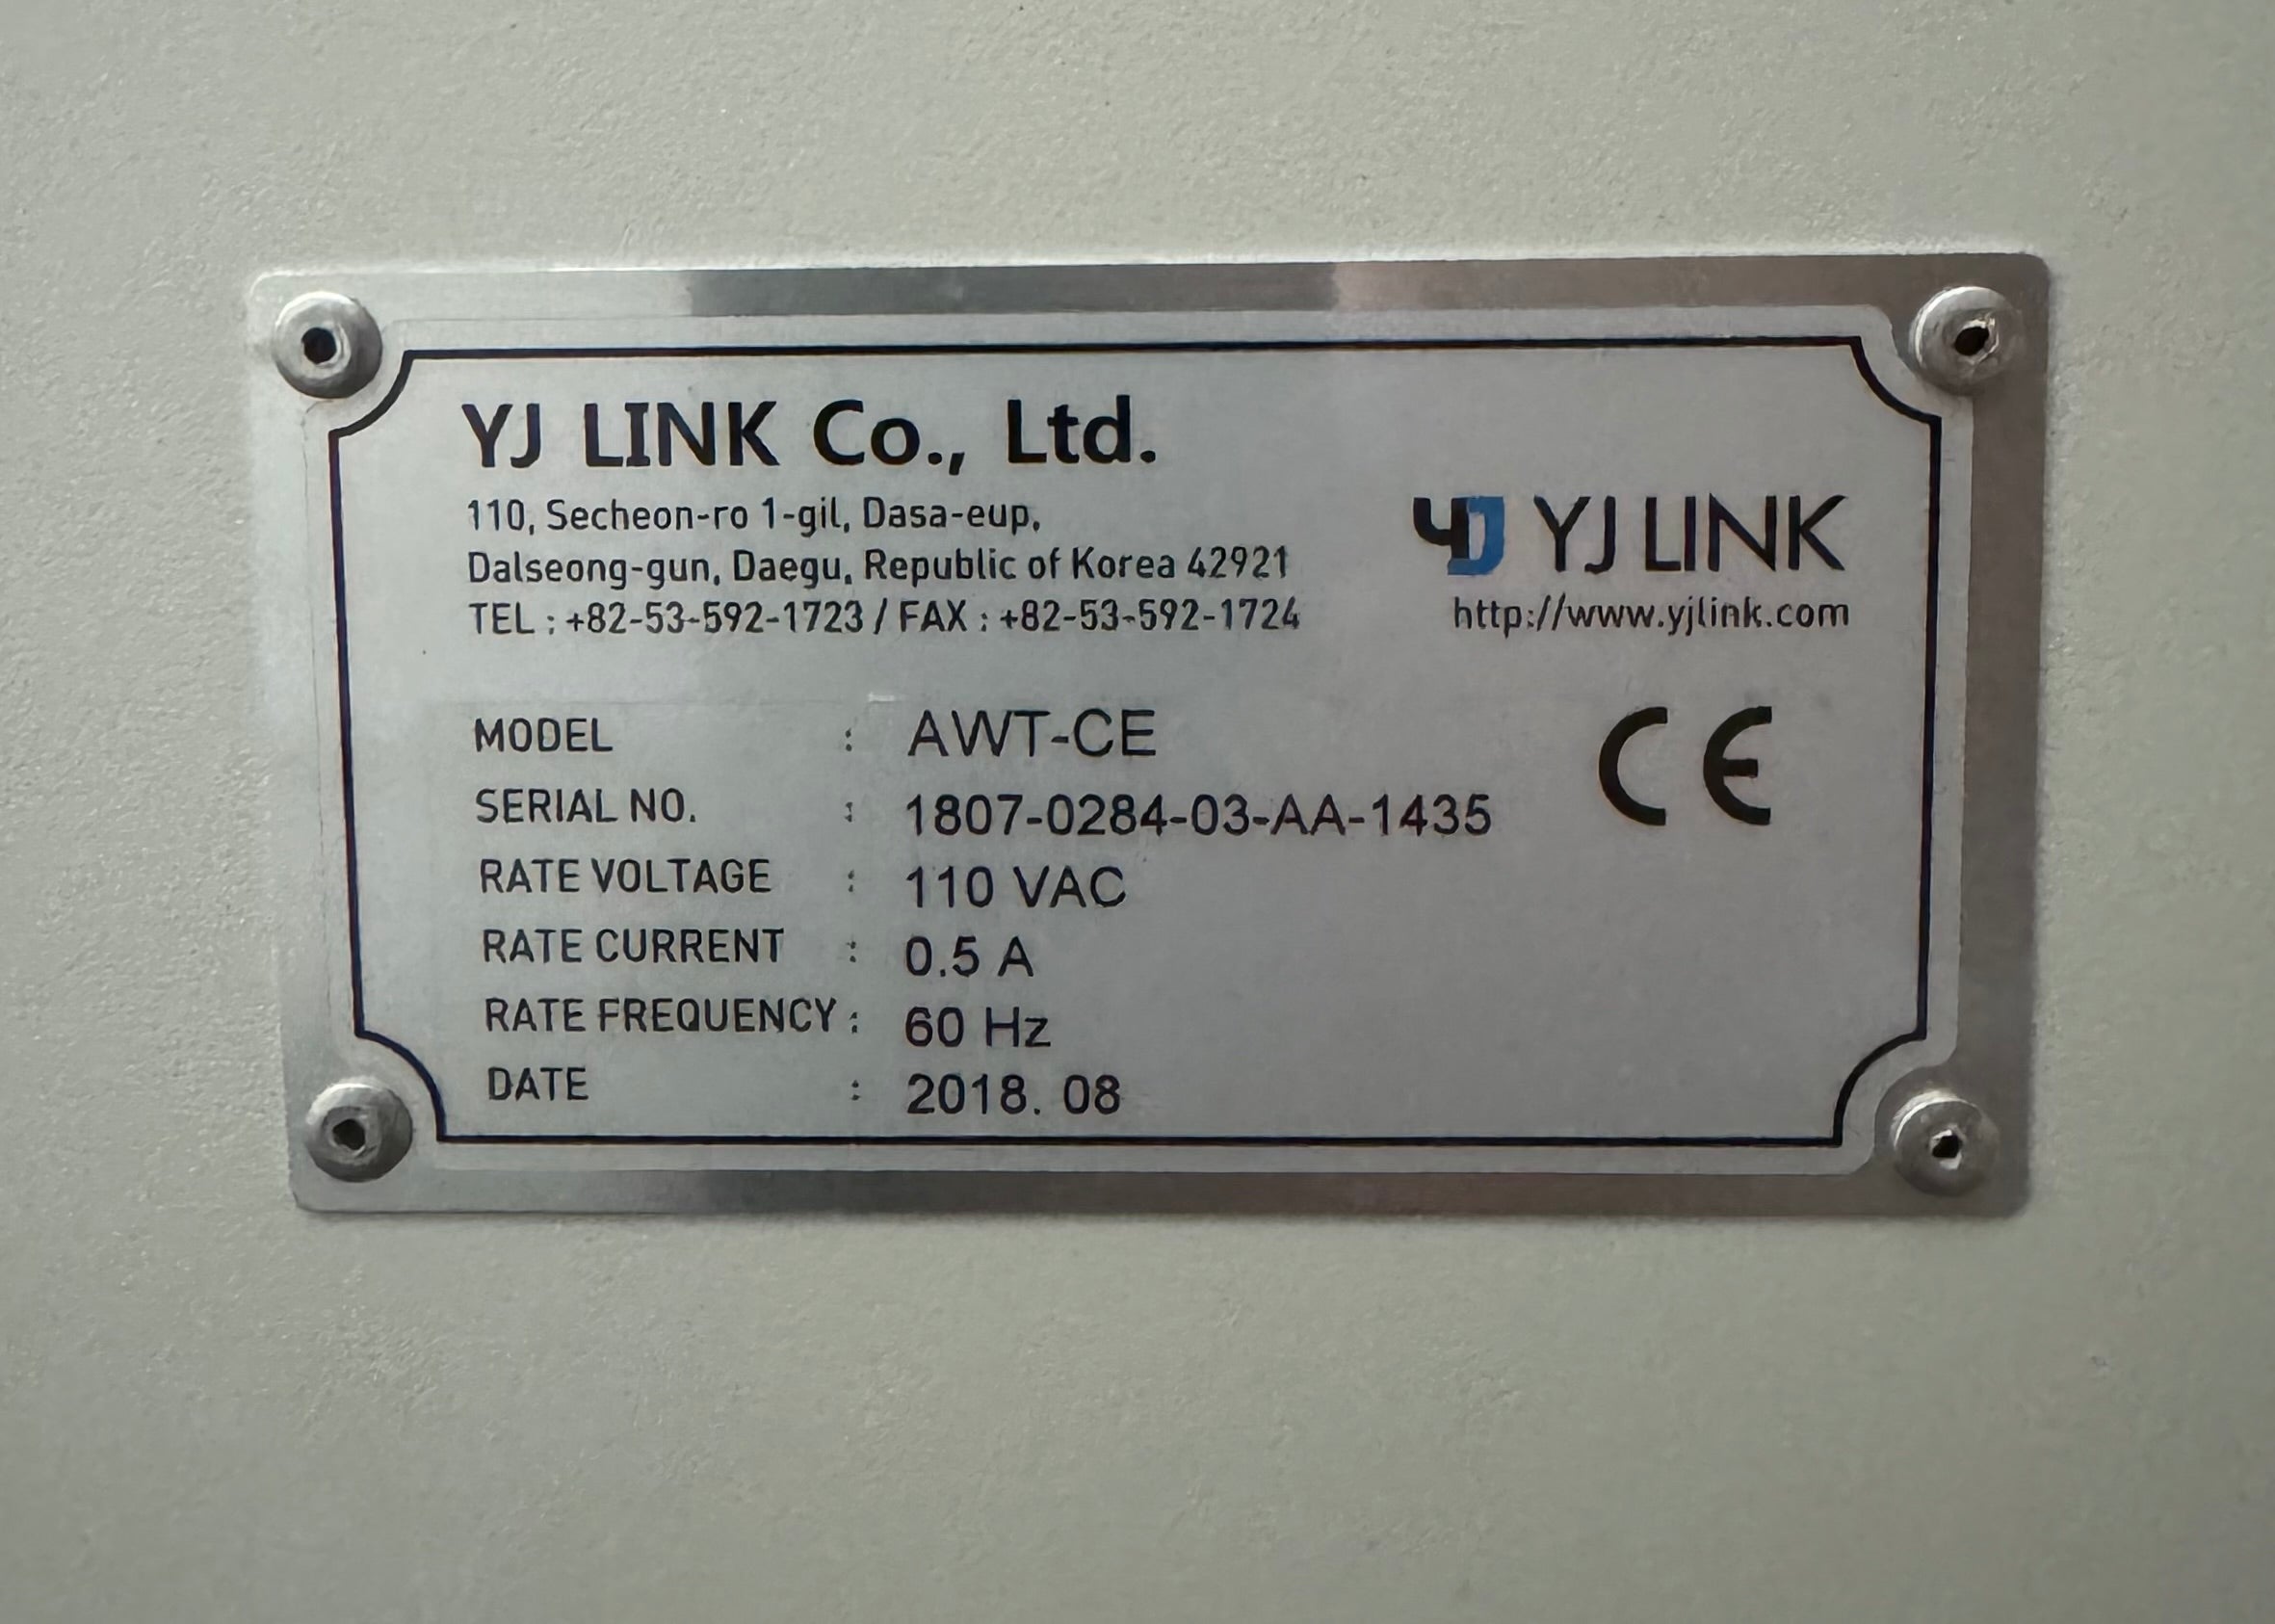 YJ LINK Co., Ltd.
110, Secheon-ro 1-gil, Dasa-eup,
Dalseong-gun, Daegu, Republic of Korea 42921
TEL : +82-53-592-1723 / FAX : +82-53-592-1724
YJ YJ LINK
http://www.yjlink.com
CE
MODEL : AWT-CE
SERIAL NO. : 1807-0284-03-AA-1435
RATE VOLTAGE : 110 VAC
RATE CURRENT : 0.5 A
RATE FREQUENCY : 60 Hz
DATE : 2018. 08